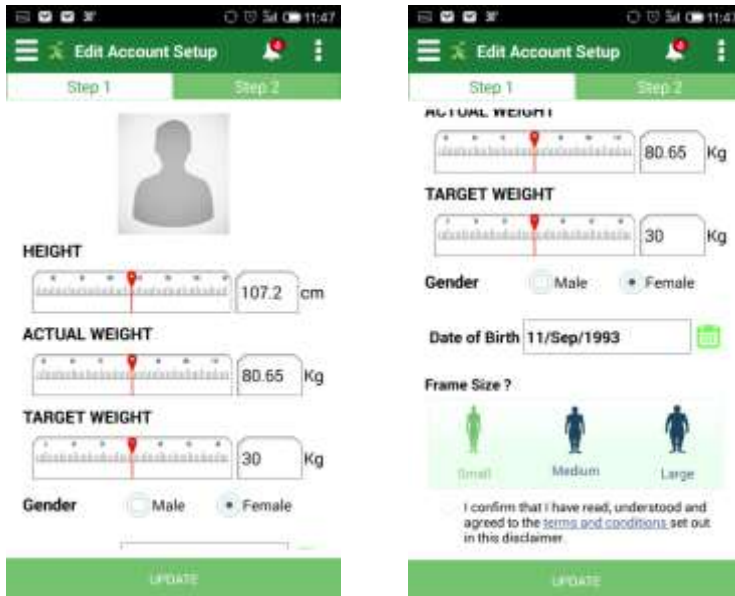 11:47
Edit Account Setup
Step 1
Step 2
HEIGHT
107.2 cm
ACTUAL WEIGHT
80.65 Kg
TARGET WEIGHT
30 Kg
Gender Male Female
UPDATE
11:47
Edit Account Setup
Step 1
Step 2
ACTUAL WEIGHT
80.65 Kg
TARGET WEIGHT
30 Kg
Gender Male Female
Date of Birth 11/Sep/1993
Frame Size ?
Small Medium Large
I confirm that I have read, understood and
agreed to the terms and conditions set out
in this disclaimer.
UPDATE